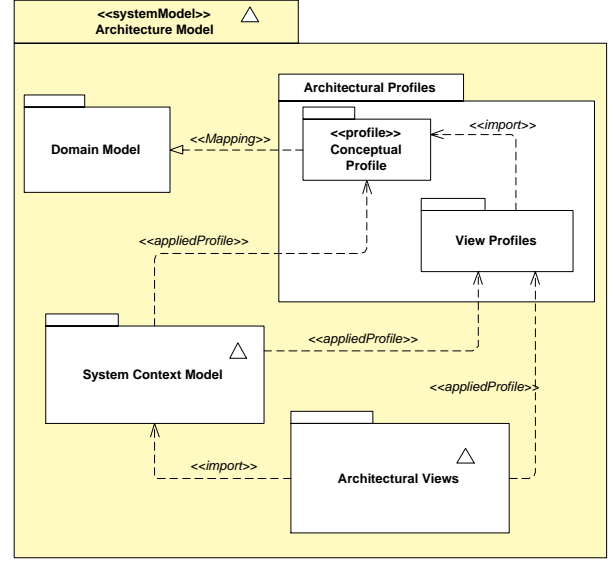 <<systemModel>>
Architecture Model
Architectural Profiles
<<import>>
<<profile>>
Conceptual
Profile
<<Mapping>>
Domain Model
View Profiles
<<appliedProfile>>
<<appliedProfile>>
System Context Model
<<appliedProfile>>
<<import>>
Architectural Views